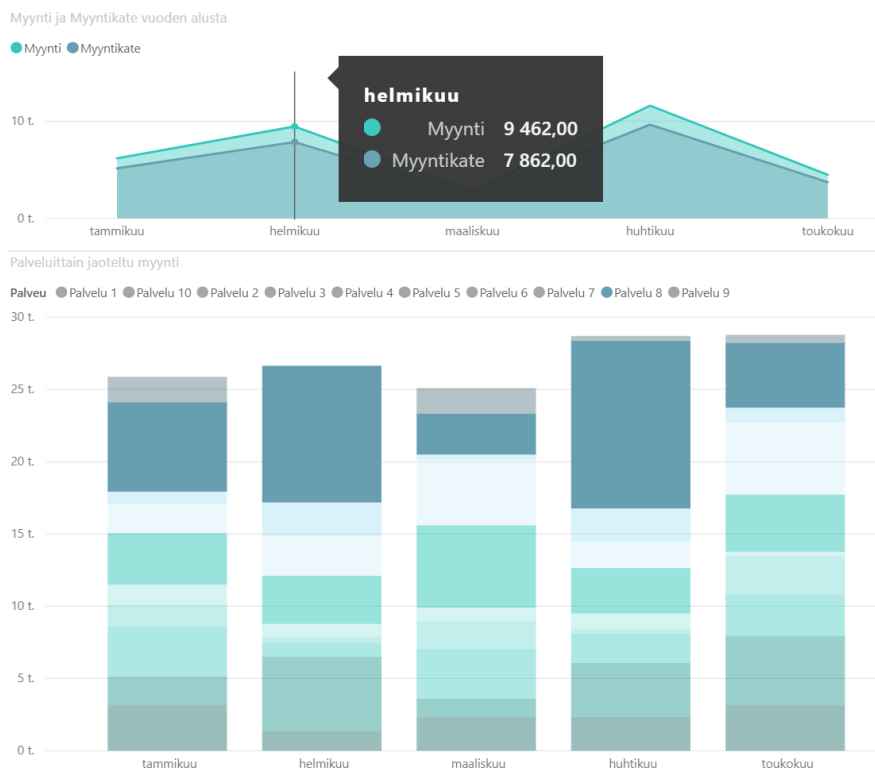 Myynti ja Myyntikate vuoden alusta
Myynti Myyntikate
helmikuu
Myynti 9 462,00
Myyntikate 7 862,00
10 t.
0 t.
tammikuu helmikuu maaliskuu huhtikuu toukokuu
Palveluittain jaoteltu myynti
Palveu Palvelu 1 Palvelu 10 Palvelu 2 Palvelu 3 Palvelu 4 Palvelu 5 Palvelu 6 Palvelu 7 Palvelu 8 Palvelu 9
30 t.
25 t.
20 t.
15 t.
10 t.
5 t.
0 t.
tammikuu helmikuu maaliskuu huhtikuu toukokuu